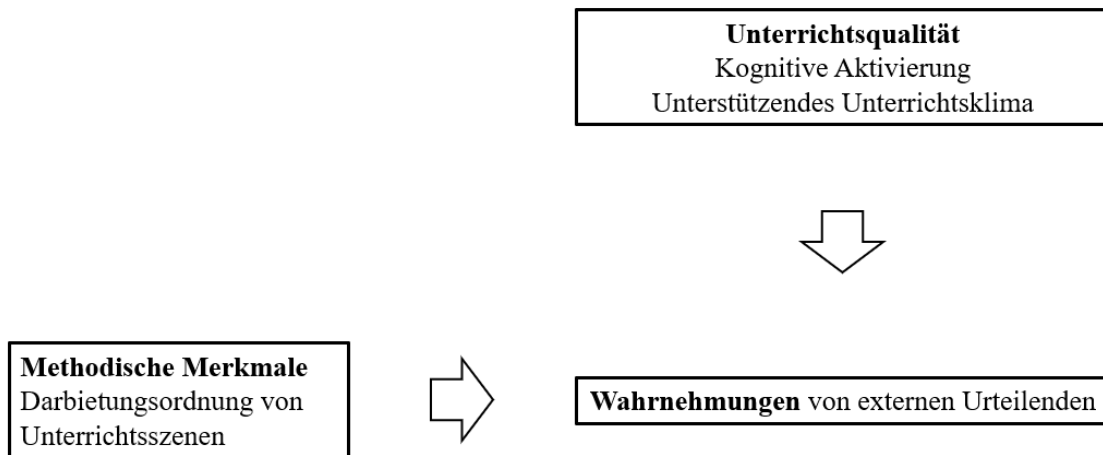 Unterrichtsqualität
Kognitive Aktivierung
Unterstützendes Unterrichtsklima
Methodische Merkmale
Darbietungsordnung von
Unterrichtsszenen
Wahrnehmungen von externen Urteilenden